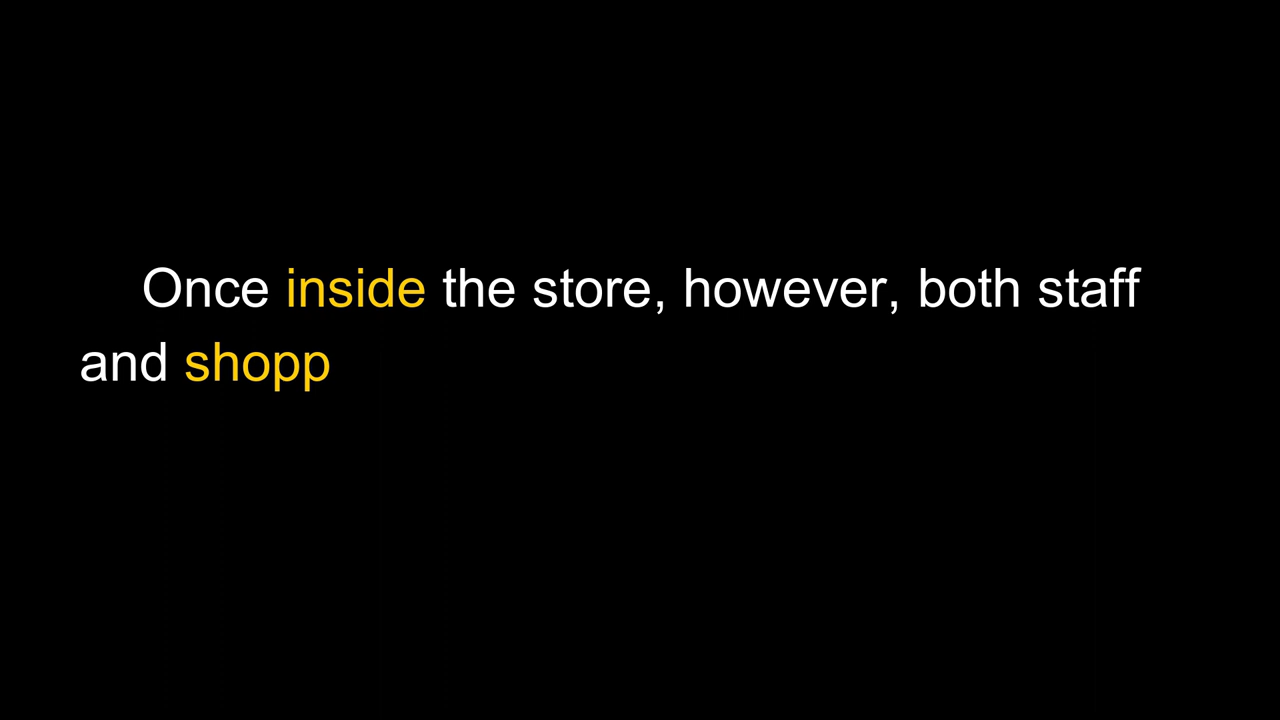 Once inside the store, however, both staff
and shopp